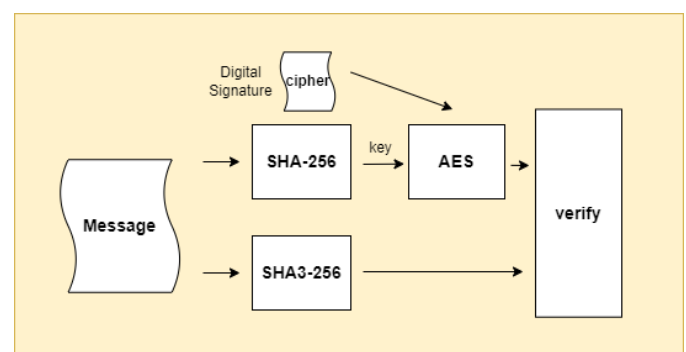 Digital
Signature
cipher
SHA-256
key
AES
Message
verify
SHA3-256